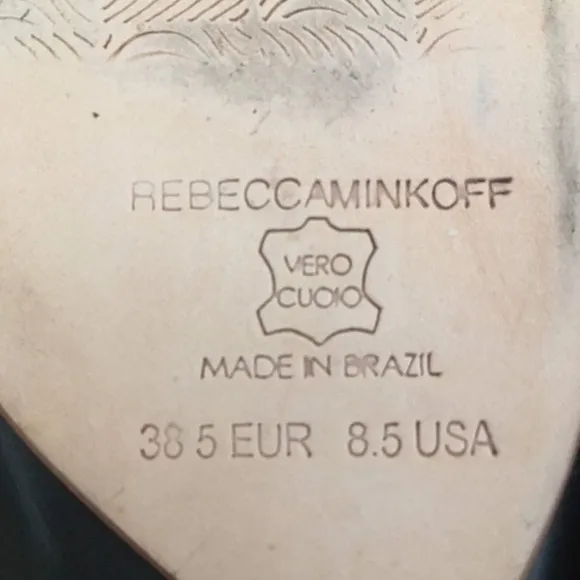 REBECCAMINKOFF
VERO
CUOIO
MADE IN BRAZIL
38 5 EUR 8.5 USA